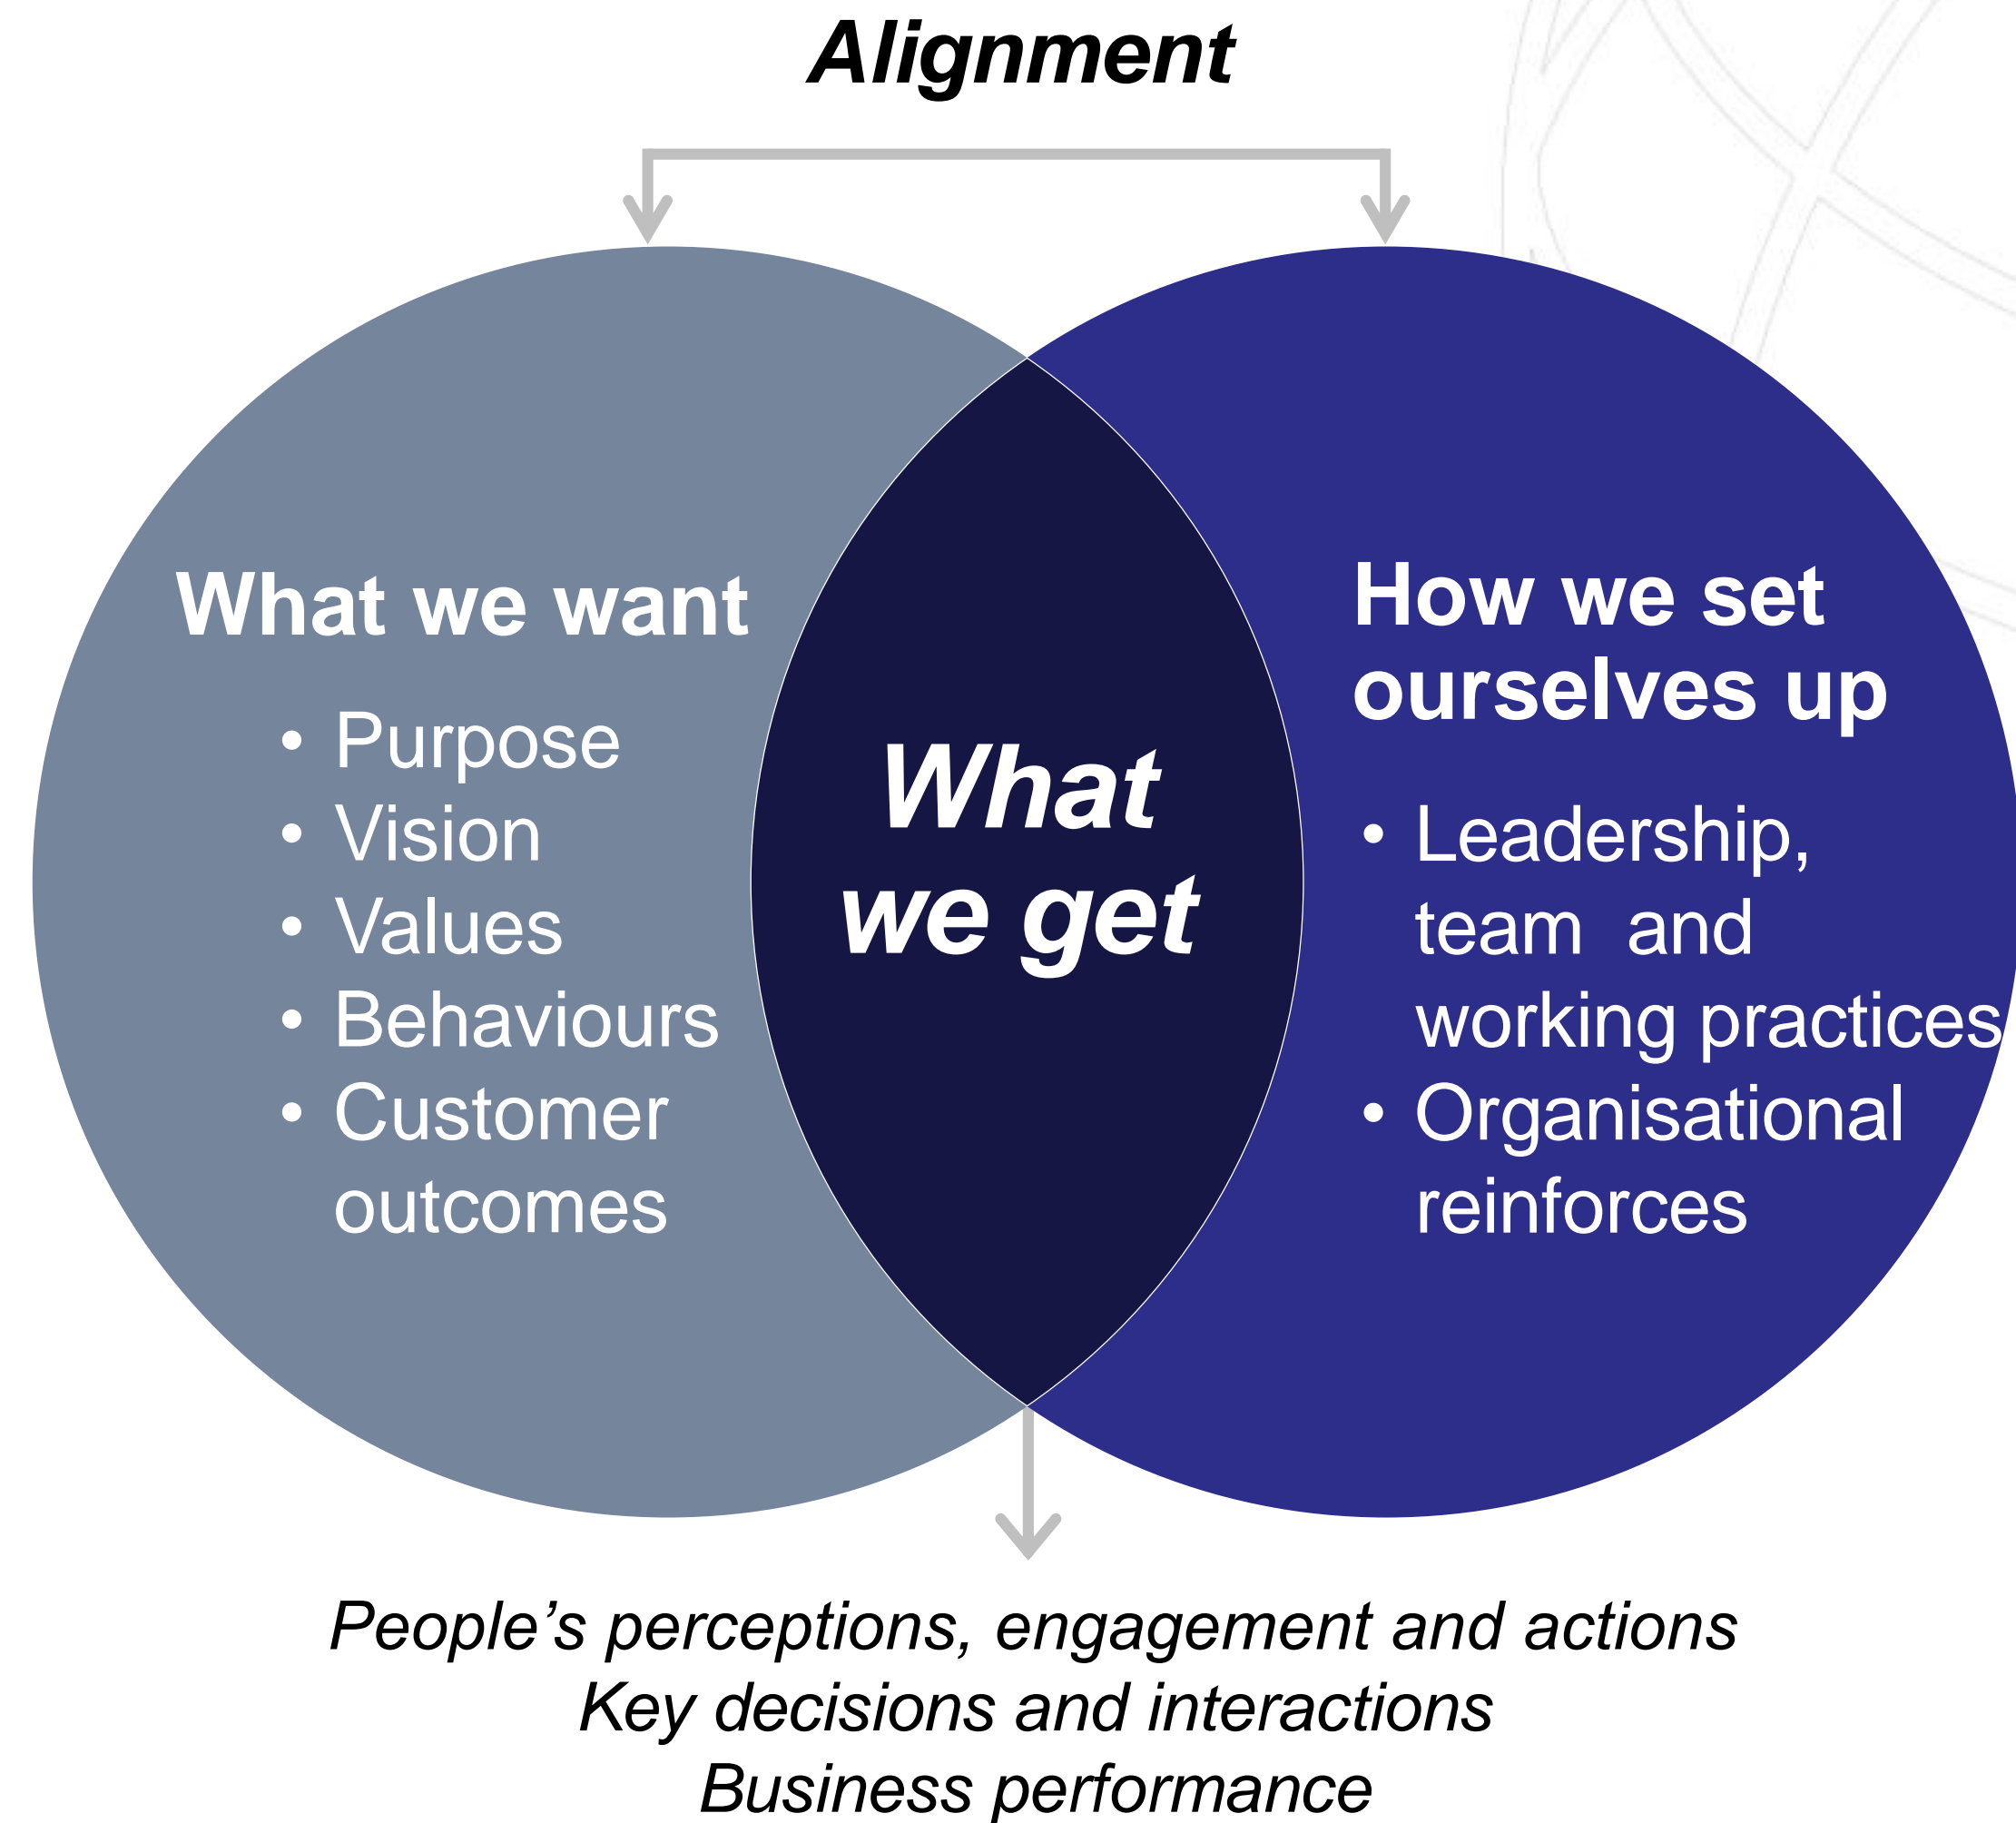 Alignment
What we want
• Purpose
• Vision
• Values
• Behaviours
• Customer
outcomes
What
we get
How we set
ourselves up
• Leadership,
team and
working practices
• Organisational
reinforces
People’s perceptions, engagement and actions
Key decisions and interactions
Business performance